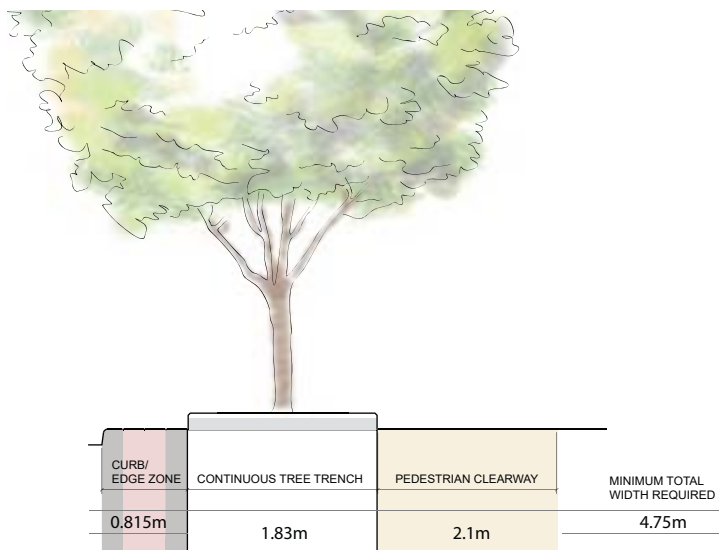 CURB/
EDGE ZONE
CONTINUOUS TREE TRENCH
PEDESTRIAN CLEARWAY
MINIMUM TOTAL
WIDTH REQUIRED
0.815m
1.83m
2.1m
4.75m